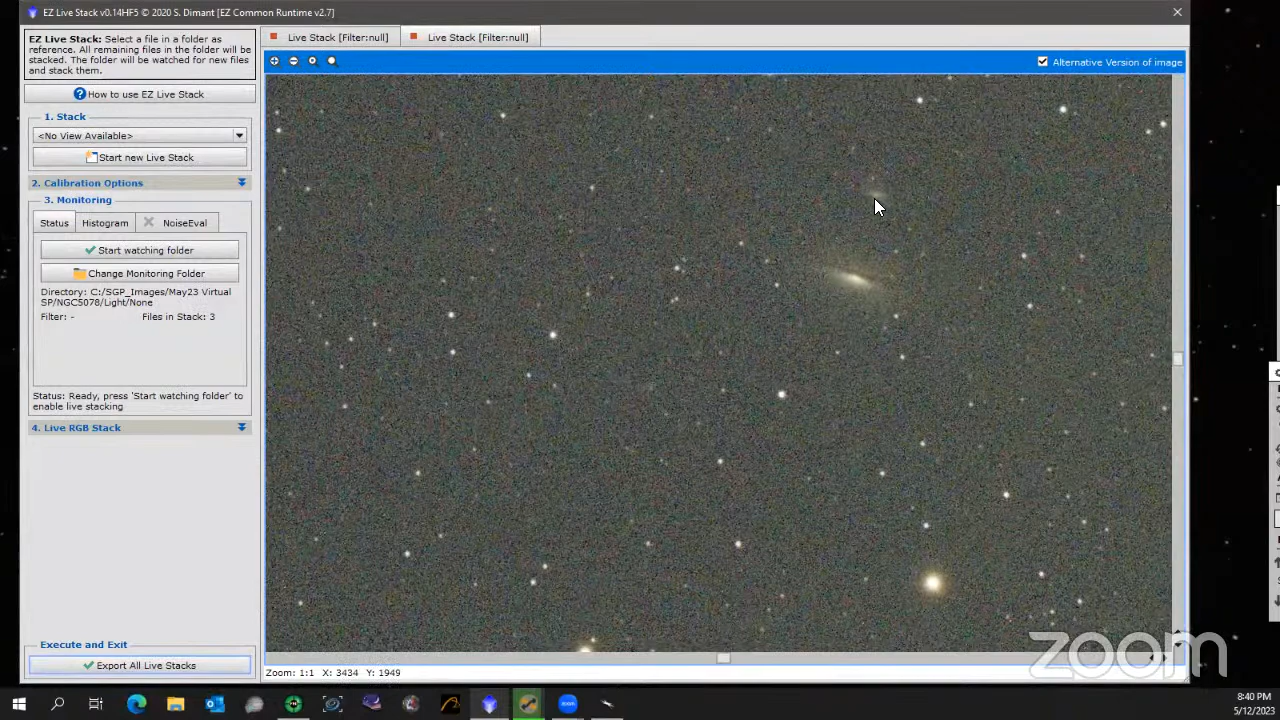 EZ Live Stack v0.14HF5 © 2020 S. Dimant [EZ Common Runtime v2.7]
EZ Live Stack: Select a file in a folder as
reference. All remaining files in the folder will be
stacked. The folder will be watched for new files
and stack them.
How to use EZ Live Stack
1. Stack
<No View Available>
Start new Live Stack
2. Calibration Options
3. Monitoring
Status Histogram NoiseEval
Start watching folder
Change Monitoring Folder
Directory: C:/SGP_Images/May23 Virtual
SP/NGC5078/Light/None
Filter: - Files in Stack: 3
Status: Ready, press 'Start watching folder' to
enable live stacking
4. Live RGB Stack
Execute and Exit
Export All Live Stacks
Live Stack [Filter:null] Live Stack [Filter:null]
Alternative Version of image
Zoom: 1:1 X: 3434 Y: 1949
zoom
zoom
8:40 PM
5/12/2023